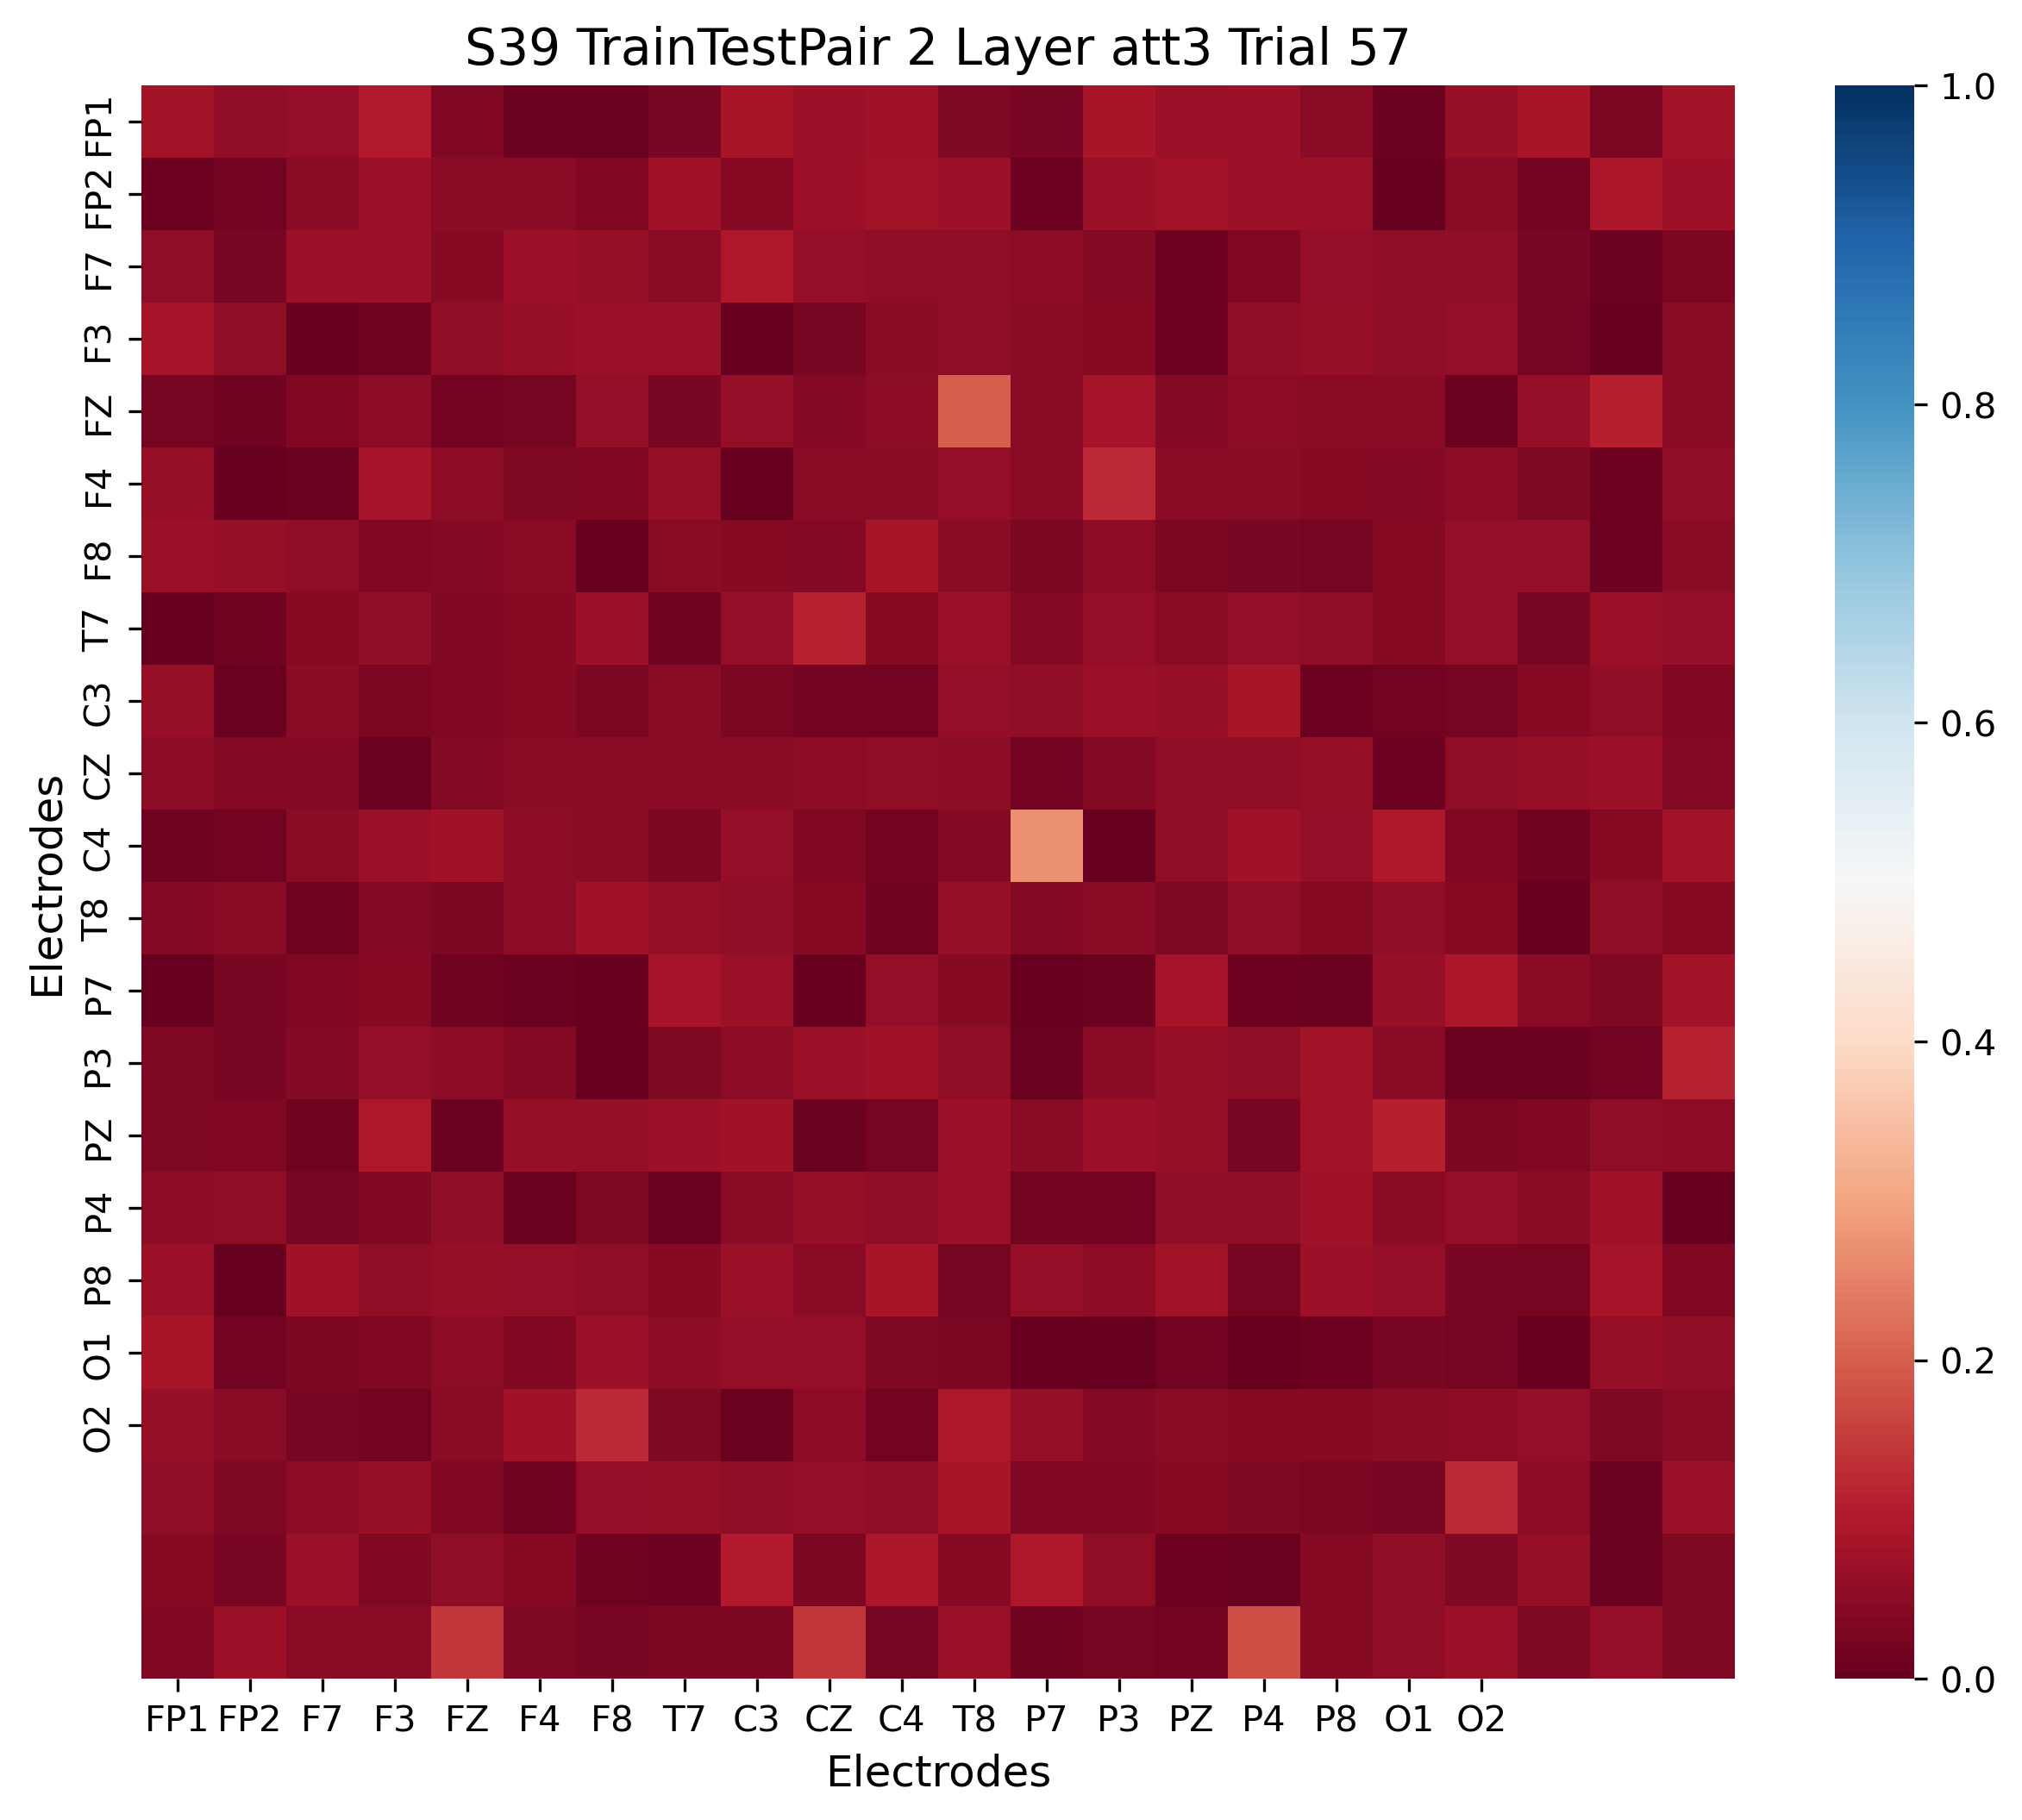 S39 TrainTestPair 2 Layer att3 Trial 57
Electrodes
FP1
FP2
F7
F3
FZ
F4
F8
T7
C3
CZ
C4
T8
P7
P3
PZ
P4
P8
O1
O2
FP1 FP2 F7 F3 FZ F4 F8 T7 C3 CZ C4 T8 P7 P3 PZ P4 P8 O1 O2
Electrodes
1.0
0.8
0.6
0.4
0.2
0.0